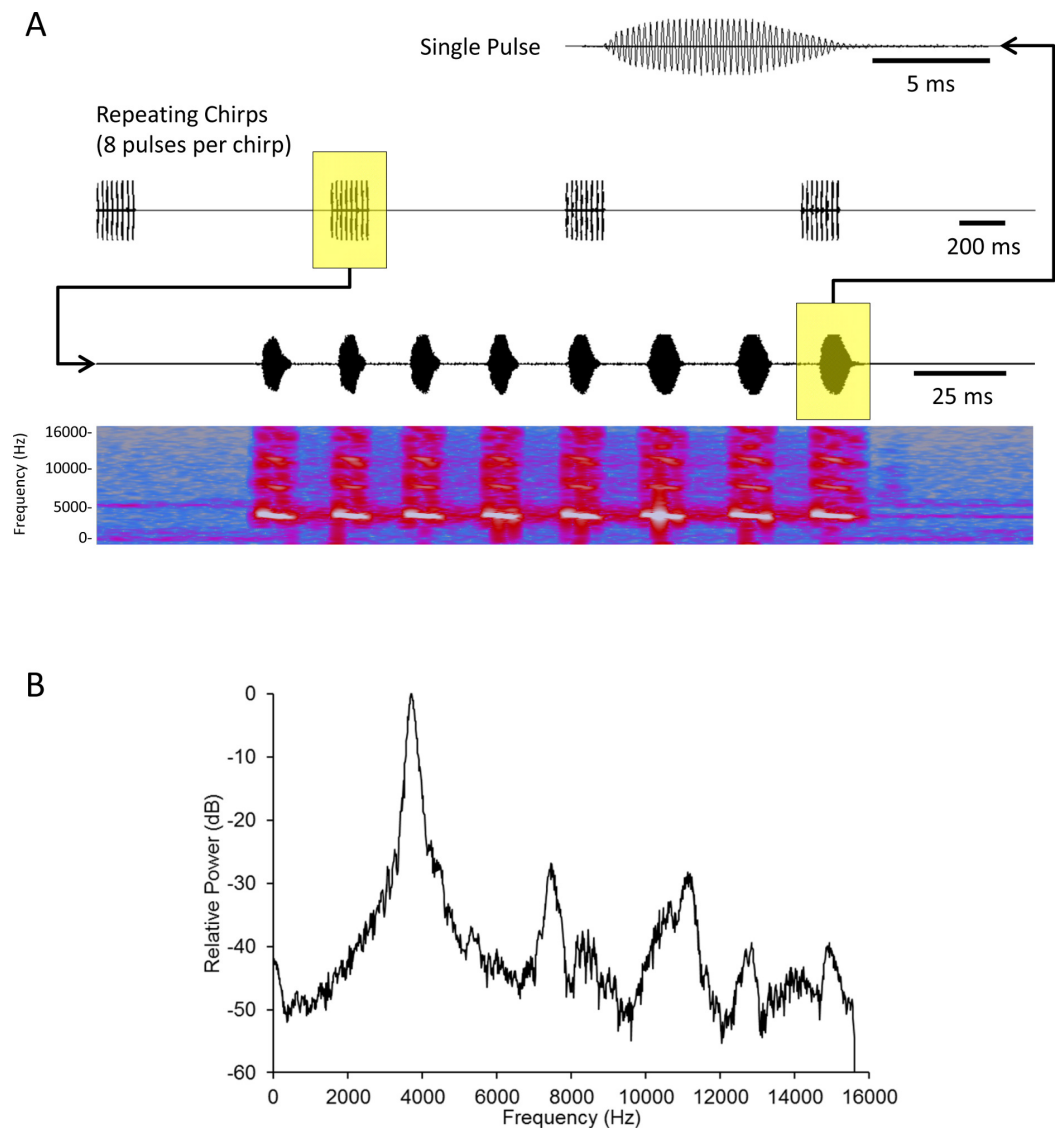 A
Single Pulse
5 ms
Repeating Chirps
(8 pulses per chirp)
200 ms
25 ms
Frequency (Hz)
16000-
10000-
5000-
0-
B
Relative Power (dB)
0
-10
-20
-30
-40
-50
-60
0 2000 4000 6000 8000 10000 12000 14000 16000
Frequency (Hz)